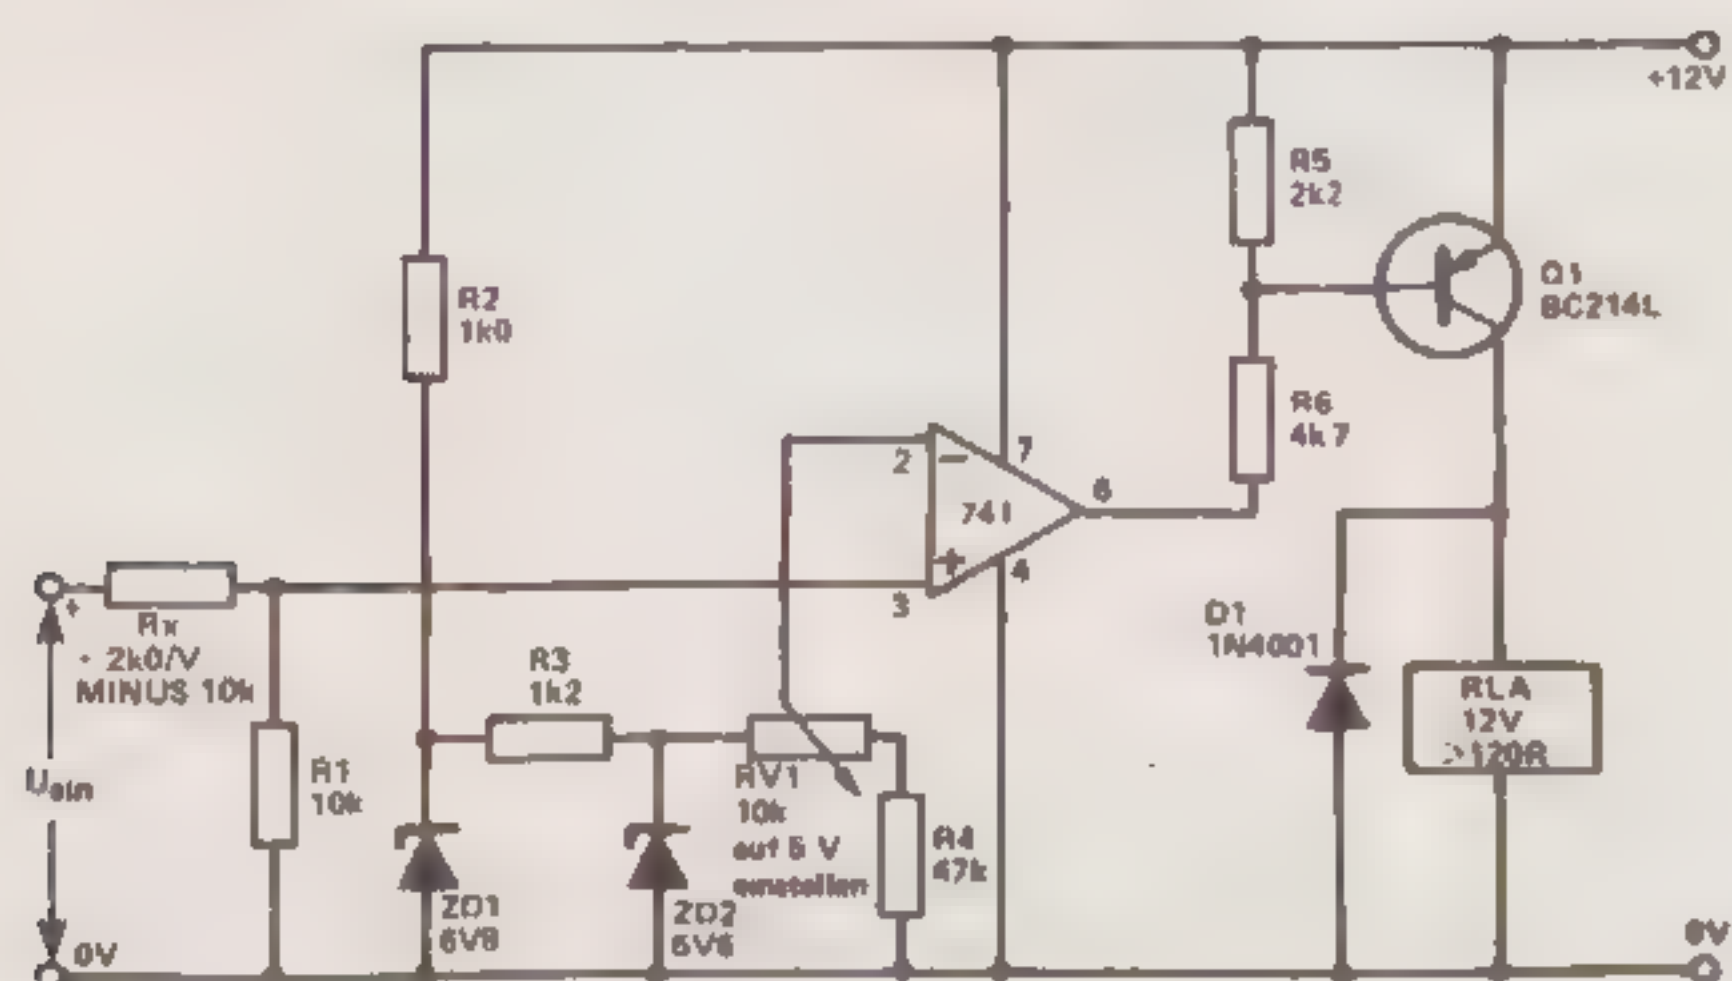 +12V
R5
2k2
Q1
BC214L
R2
1k0
R6
4k7
2
-
7
741
6
+
4
3
+
Rx
2k0/V
MINUS 10k
R3
1k2
D1
1N4001
RLA
12V
>120R
R1
10k
Uein
RV1
10k
auf 5 V
einstellen
R4
47k
ZD1
6V8
ZD2
5V6
0V
0V